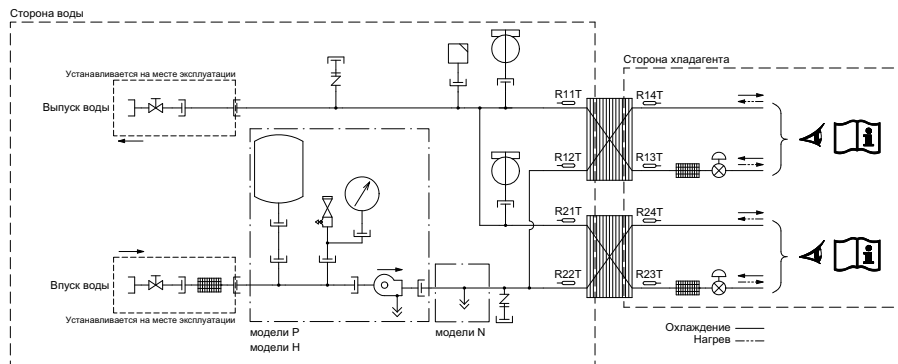 Сторона воды
Сторона хладагента
Устанавливается на месте эксплуатации
Выпуск воды
R11T
R14T
R12T
R13T
R21T
R24T
Впуск воды
R22T
R23T
Устанавливается на месте эксплуатации
модели P
модели H
модели N
Охлаждение
Нагрев